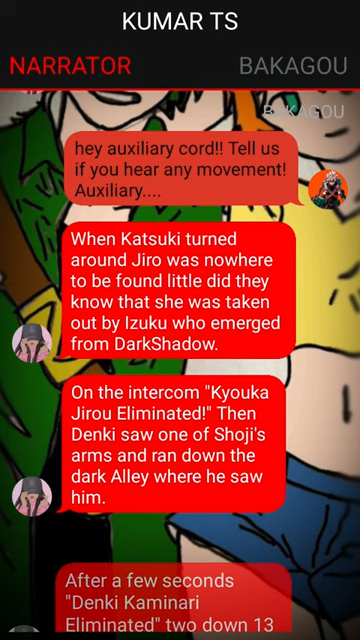 KUMAR TS
NARRATOR
BAKAGOU
BAKAGOU
hey auxiliary cord!! Tell us
if you hear any movement!
Auxiliary....
When Katsuki turned
around Jiro was nowhere
to be found little did they
know that she was taken
out by Izuku who emerged
from DarkShadow.
On the intercom "Kyouka
Jirou Eliminated!" Then
Denki saw one of Shoji's
arms and ran down the
dark Alley where he saw
him.
After a few seconds
"Denki Kaminari
Eliminated" two down 13